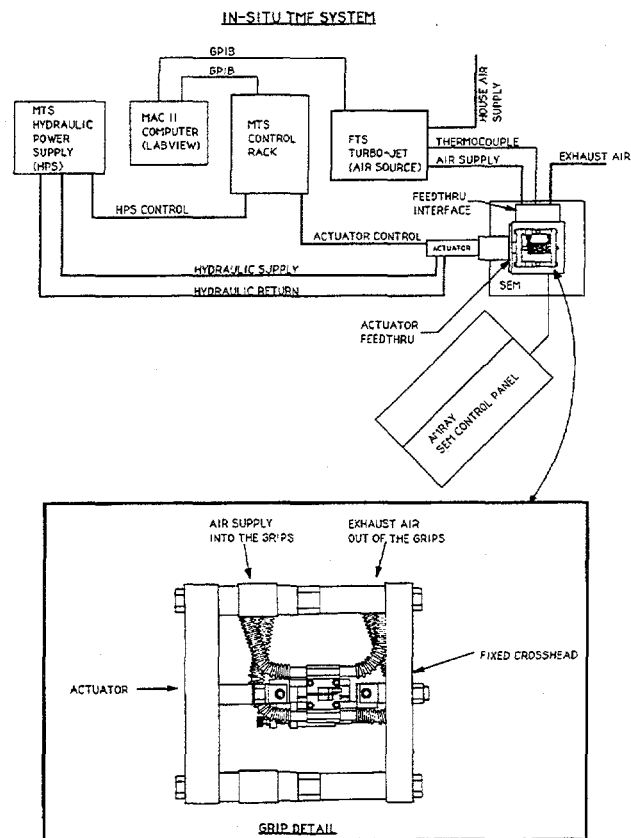 IN-SITU TMF SYSTEM
GPIB
GPIB
HOUSE AIR
SUPPLY
MTS
HYDRAULIC
POWER
SUPPLY
(HPS)
MAC II
COMPUTER
(LABVIEW)
MTS
CONTROL
RACK
FTS
TURBO-JET
(AIR SOURCE)
THERMOCOUPLE
AIR SUPPLY
EXHAUST AIR
FEEDTHRU
INTERFACE
HPS CONTROL
ACTUATOR CONTROL
ACTUATOR
HYDRAULIC SUPPLY
HYDRAULIC RETURN
SEM
ACTUATOR
FEEDTHRU
AMRAY
SEM CONTROL PANEL
AIR SUPPLY
INTO THE GRIPS
EXHAUST AIR
OUT OF THE GRIPS
FIXED CROSSHEAD
ACTUATOR
GRIP DETAIL